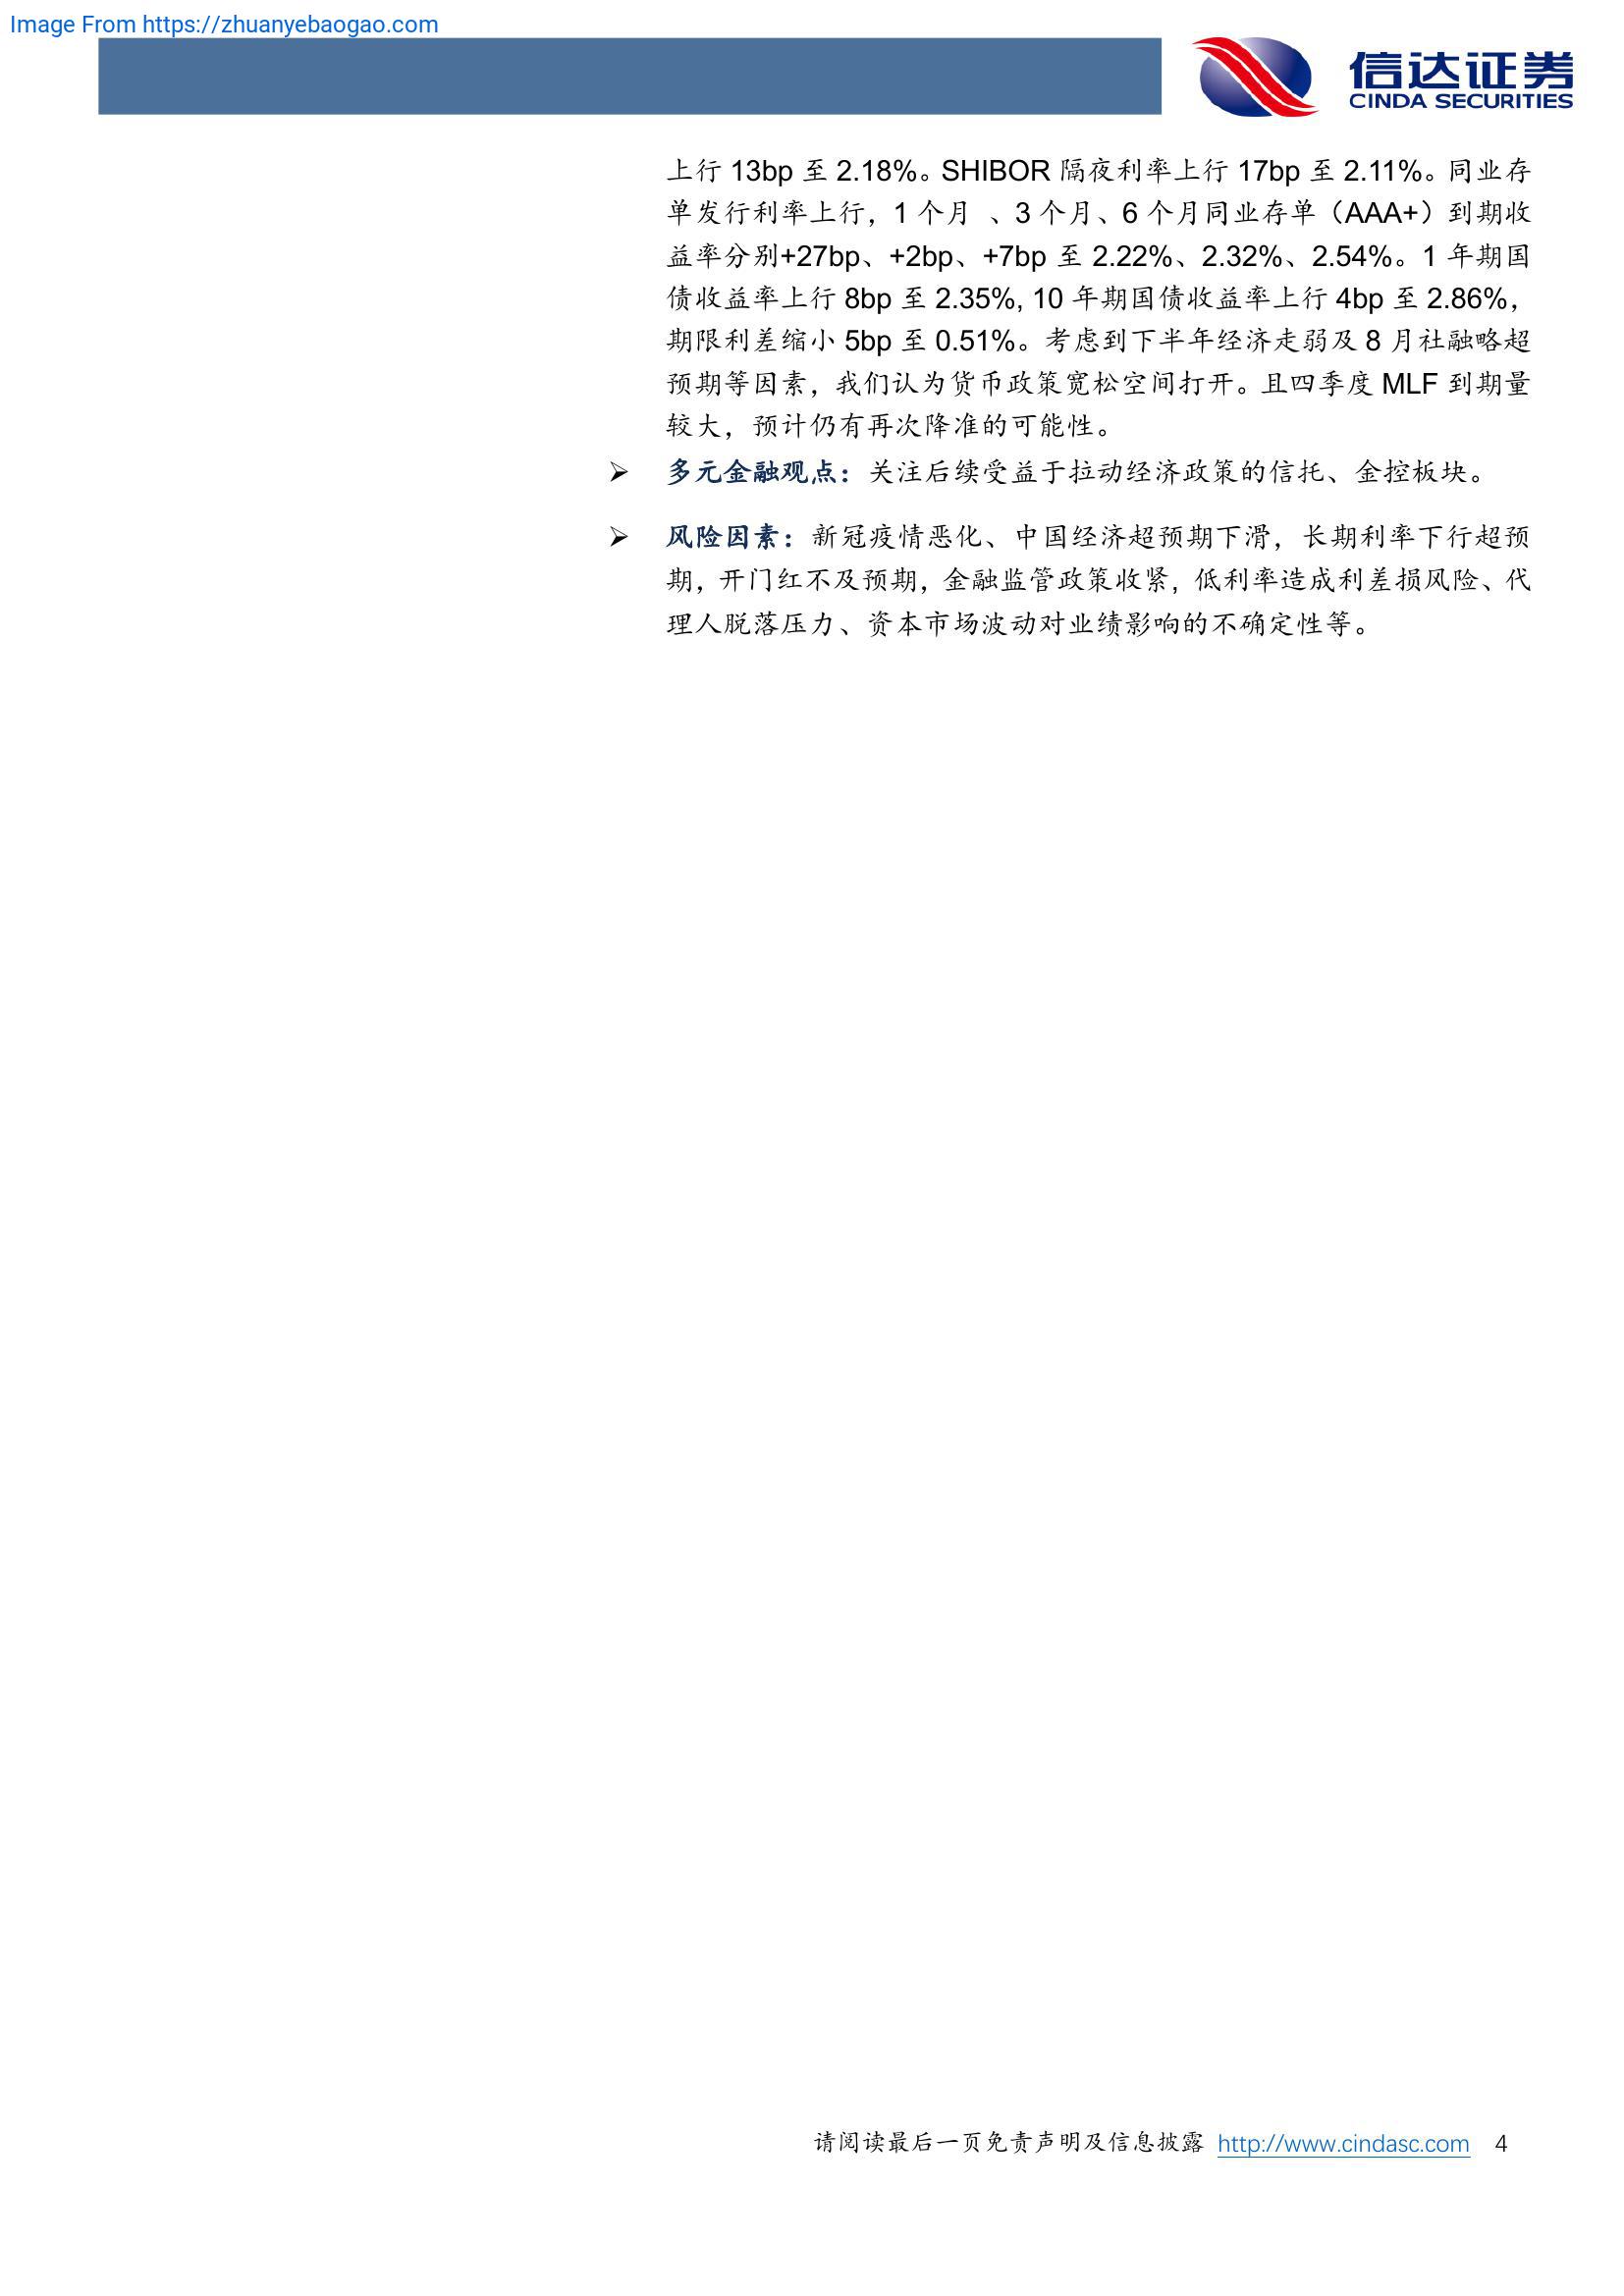 Image From https://zhuanyebaogao.com
信达证券
CINDA SECURITIES
上行 13bp 至 2.18%。SHIBOR 隔夜利率上行 17bp 至 2.11%。同业存
单发行利率上行，1 个月 、3 个月、6 个月同业存单（AAA+）到期收
益率分别+27bp、+2bp、+7bp 至 2.22%、2.32%、2.54%。1 年期国
债收益率上行 8bp 至 2.35%, 10 年期国债收益率上行 4bp 至 2.86%，
期限利差缩小 5bp 至 0.51%。考虑到下半年经济走弱及 8 月社融略超
预期等因素，我们认为货币政策宽松空间打开。且四季度 MLF 到期量
较大，预计仍有再次降准的可能性。
➢ 多元金融观点：关注后续受益于拉动经济政策的信托、金控板块。
➢ 风险因素：新冠疫情恶化、中国经济超预期下滑，长期利率下行超预
期，开门红不及预期，金融监管政策收紧，低利率造成利差损风险、代
理人脱落压力、资本市场波动对业绩影响的不确定性等。
请阅读最后一页免责声明及信息披露 http://www.cindasc.com 4